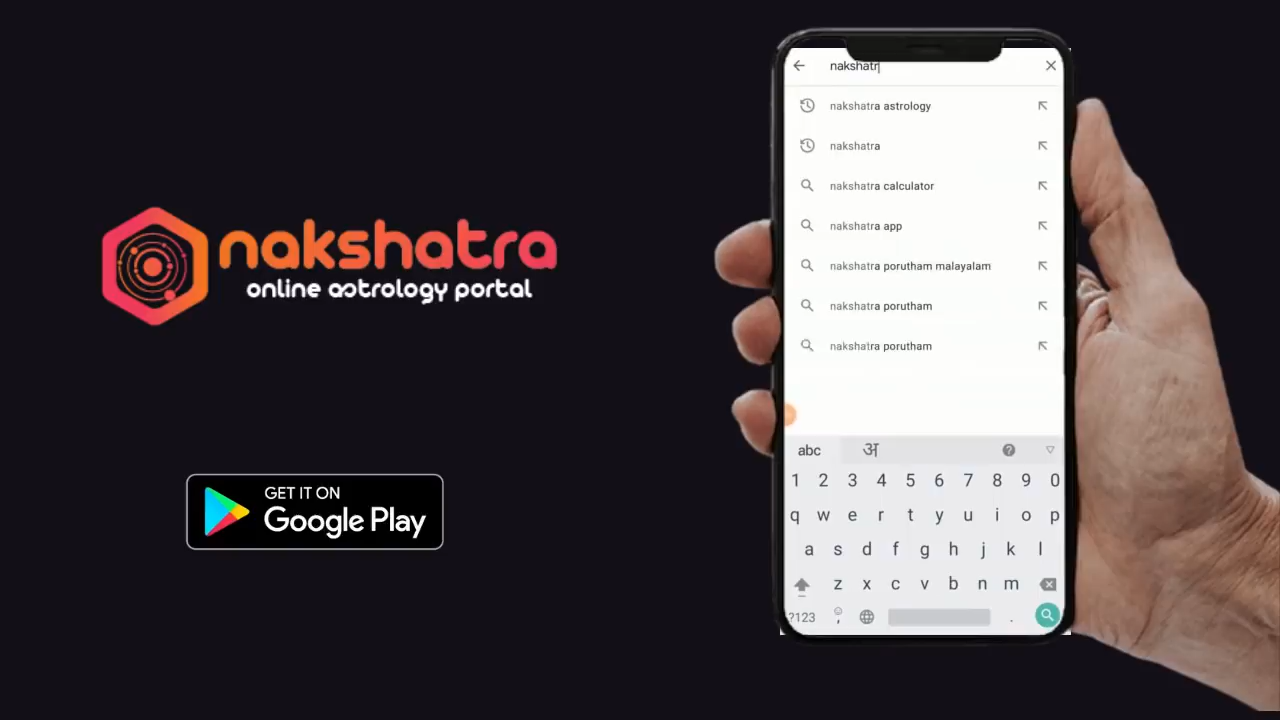 nakshatra
online astrology portal
GET IT ON
Google Play
nakshatr
nakshatra astrology
nakshatra
nakshatra calculator
nakshatra app
nakshatra porutham malayalam
nakshatra porutham
nakshatra porutham
abc अ ?
1 2 3 4 5 6 7 8 9 0
q w e r t y u i o p
a s d f g h j k l
z x c v b n m
?123 , .